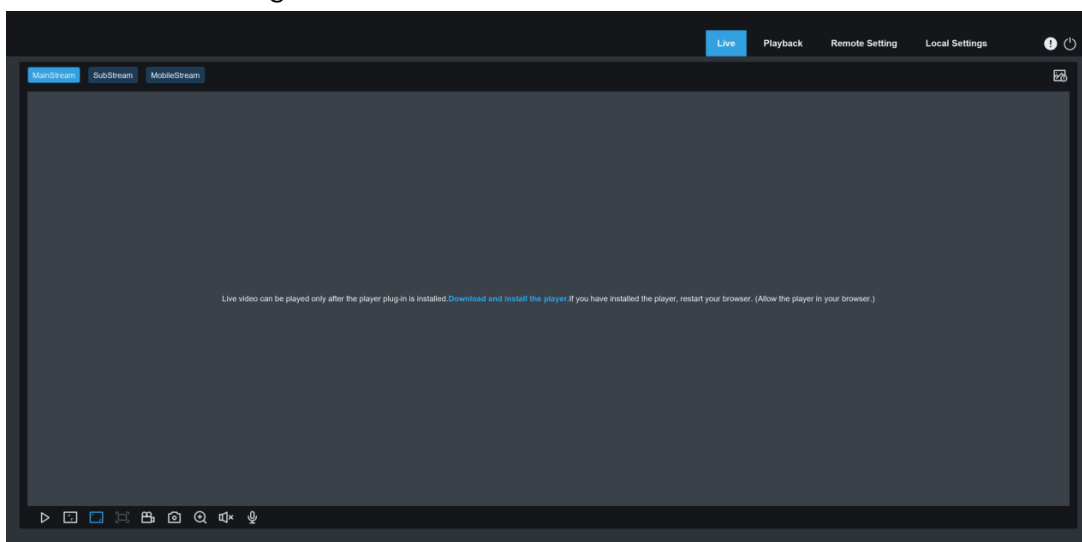 Live Playback Remote Setting Local Settings
MainStream SubStream MobileStream
Live video can be played only after the player plug-in is installed.Download and install the player.If you have installed the player, restart your browser. (Allow the player in your browser.)